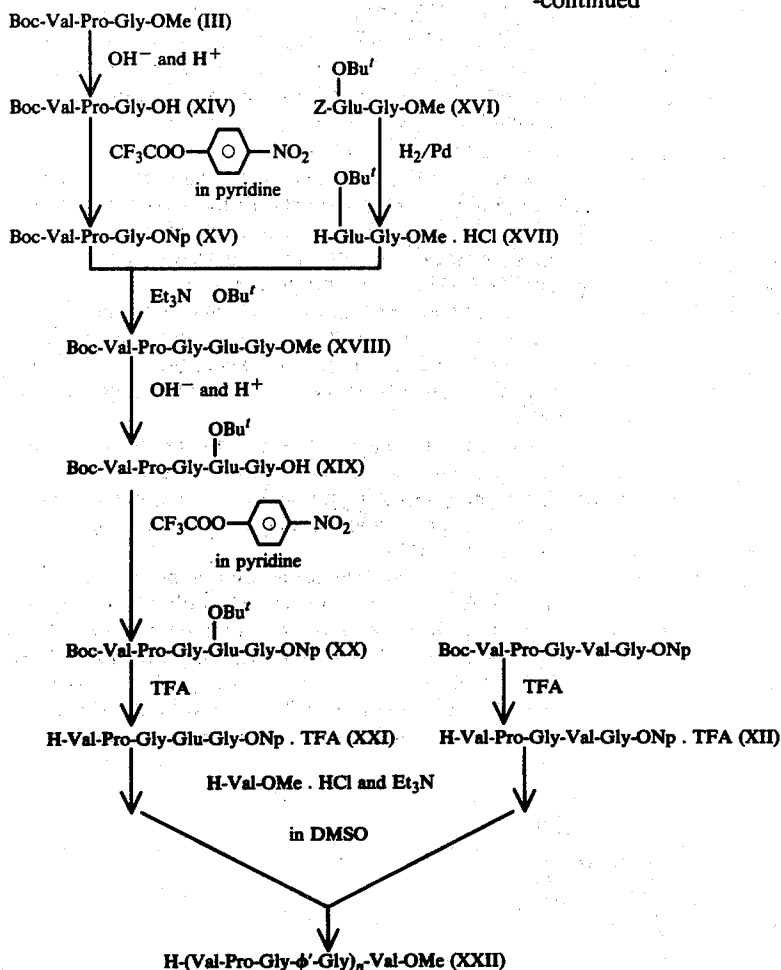 -continued
Boc-Val-Pro-Gly-OMe (III)
OH⁻ and H⁺
Boc-Val-Pro-Gly-OH (XIV)
CF₃COO NO₂
in pyridine
Boc-Val-Pro-Gly-ONp (XV)
OBuᵗ
Z-Glu-Gly-OMe (XVI)
H₂/Pd
OBuᵗ
H-Glu-Gly-OMe . HCl (XVII)
Et₃N OBuᵗ
Boc-Val-Pro-Gly-Glu-Gly-OMe (XVIII)
OH⁻ and H⁺
OBuᵗ
Boc-Val-Pro-Gly-Glu-Gly-OH (XIX)
CF₃COO NO₂
in pyridine
OBuᵗ
Boc-Val-Pro-Gly-Glu-Gly-ONp (XX)
TFA
H-Val-Pro-Gly-Glu-Gly-ONp . TFA (XXI)
Boc-Val-Pro-Gly-Val-Gly-ONp
TFA
H-Val-Pro-Gly-Val-Gly-ONp . TFA (XII)
H-Val-OMe . HCl and Et₃N
in DMSO
H-(Val-Pro-Gly-ϕ'-Gly)ₙ-Val-OMe (XXII)